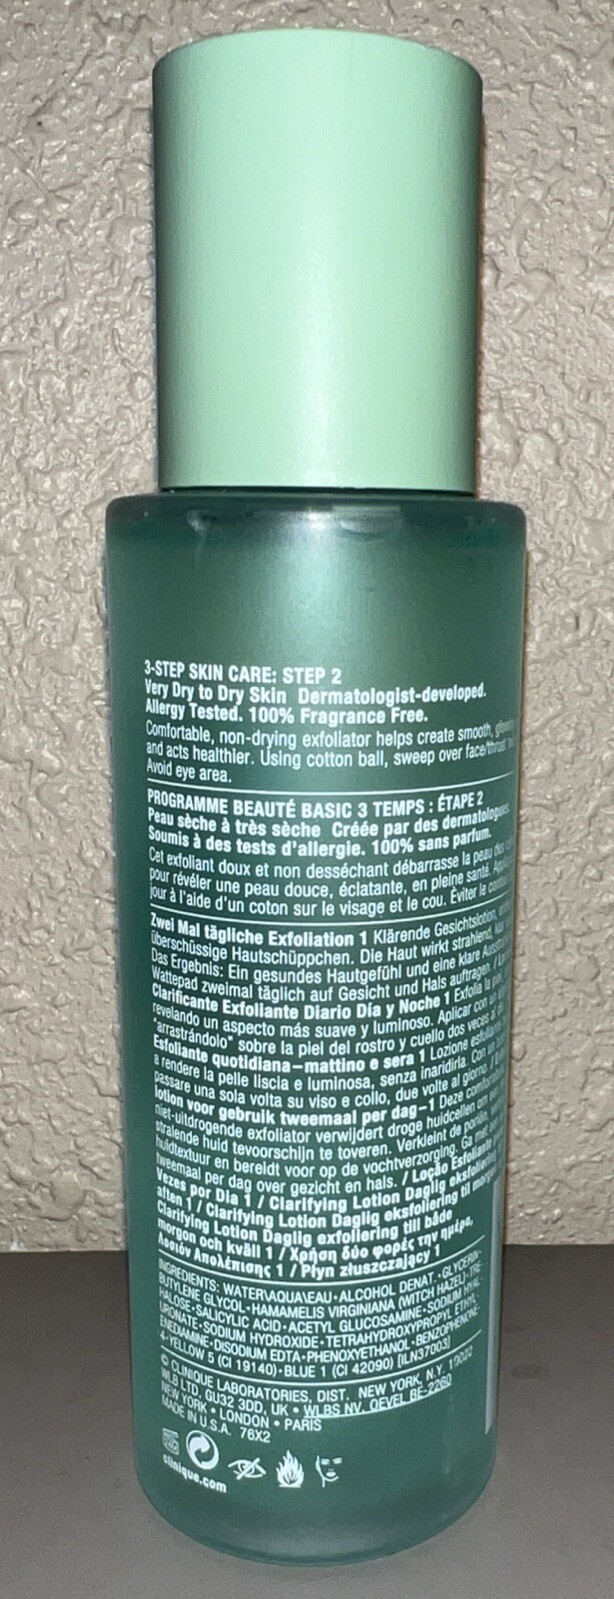 3-STEP SKIN CARE: STEP 2
Very Dry to Dry Skin Dermatologist-developed.
Allergy Tested. 100% Fragrance Free.
Comfortable, non-drying exfoliator helps create smooth,
and acts healthier. Using cotton ball, sweep over face/throat
Avoid eye area.
PROGRAMME BEAUTÉ BASIC 3 TEMPS : ÉTAPE 2
Peau sèche à très sèche Créée par des dermatologues.
Soumis à des tests d'allergie. 100% sans parfum.
Cet exfoliant doux et non desséchant débarrasse la peau des
pour révéler une peau douce, éclatante, en pleine santé.
jour à l'aide d'un coton sur le visage et le cou. Éviter le
Zwei Mal tägliche Exfoliation 1 Klärende Gesichtslotion,
überschüssige Hautschüppchen. Die Haut wirkt strahlend,
Das Ergebnis: Ein gesundes Hautgefühl und eine klare
Wattepad zweimal täglich auf Gesicht und Hals auftragen. /
Clarificante Exfoliante Diario Día y Noche 1 Exfolia la
revelando un aspecto más suave y luminoso. Aplicar con un
"arrastrándolo" sobre la piel del rostro y cuello dos veces al
Esfoliante quotidiana–mattino e sera 1 Lozione
a rendere la pelle liscia e luminosa, senza inaridirla. Con
passare una sola volta su viso e collo, due volte al giorno. /
lotion voor gebruik tweemaal per dag–1 Deze
niet-uitdrogende exfoliator verwijdert droge huidcellen om
stralende huid tevoorschijn te toveren. Verkleint de poriën,
huidtextuur en bereidt voor op de vochtverzorging. Ga met
tweemaal per dag over gezicht en hals. / Loção Esfoliante
Vezes por Dia 1 / Clarifying Lotion Daglig eksfoliering
aften 1 / Clarifying Lotion Daglig eksfoliering til morgen
Clarifying Lotion Daglig exfoliering till både
morgon och kväll 1 / Χρήση δύο φορές την ημέρα,
Λοσιόν Απολέπισης 1 / Płyn złuszczający 1
INGREDIENTS: WATER\AQUA\EAU•ALCOHOL DENAT.•GLYCERIN•
BUTYLENE GLYCOL•HAMAMELIS VIRGINIANA (WITCH HAZEL)•TRE-
HALOSE•SALICYLIC ACID•ACETYL GLUCOSAMINE•SODIUM HYAL-
URONATE•SODIUM HYDROXIDE•TETRAHYDROXYPROPYL ETHYL-
ENEDIAMINE•DISODIUM EDTA•PHENOXYETHANOL•BENZOPHENONE-
4•YELLOW 5 (CI 19140)•BLUE 1 (CI 42090) [ILN37003]
© CLINIQUE LABORATORIES, DIST. NEW YORK, N.Y. 10022
WLB LTD. GU32 3DD, UK • WLBS NV. OEVEL BE-2260
NEW YORK • LONDON • PARIS
MADE IN U.S.A. 76X2
clinique.com